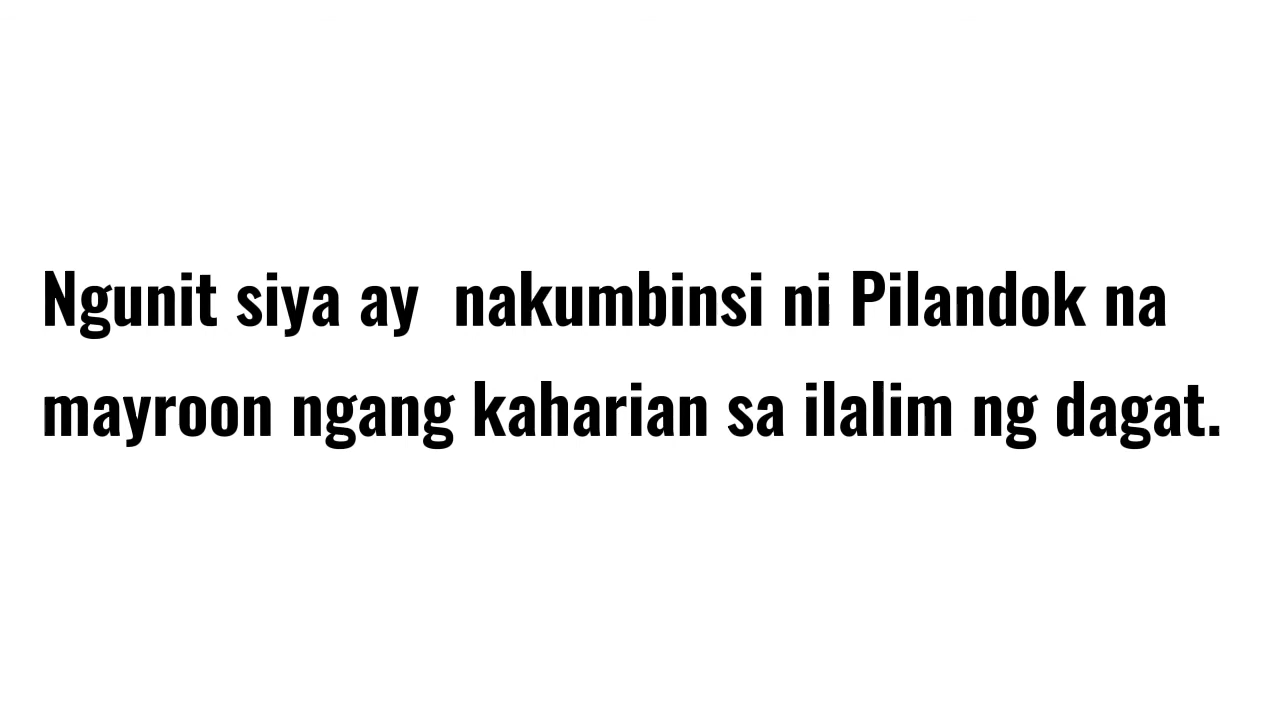 Ngunit siya ay  nakumbinsi ni Pilandok na
mayroon ngang kaharian sa ilalim ng dagat.